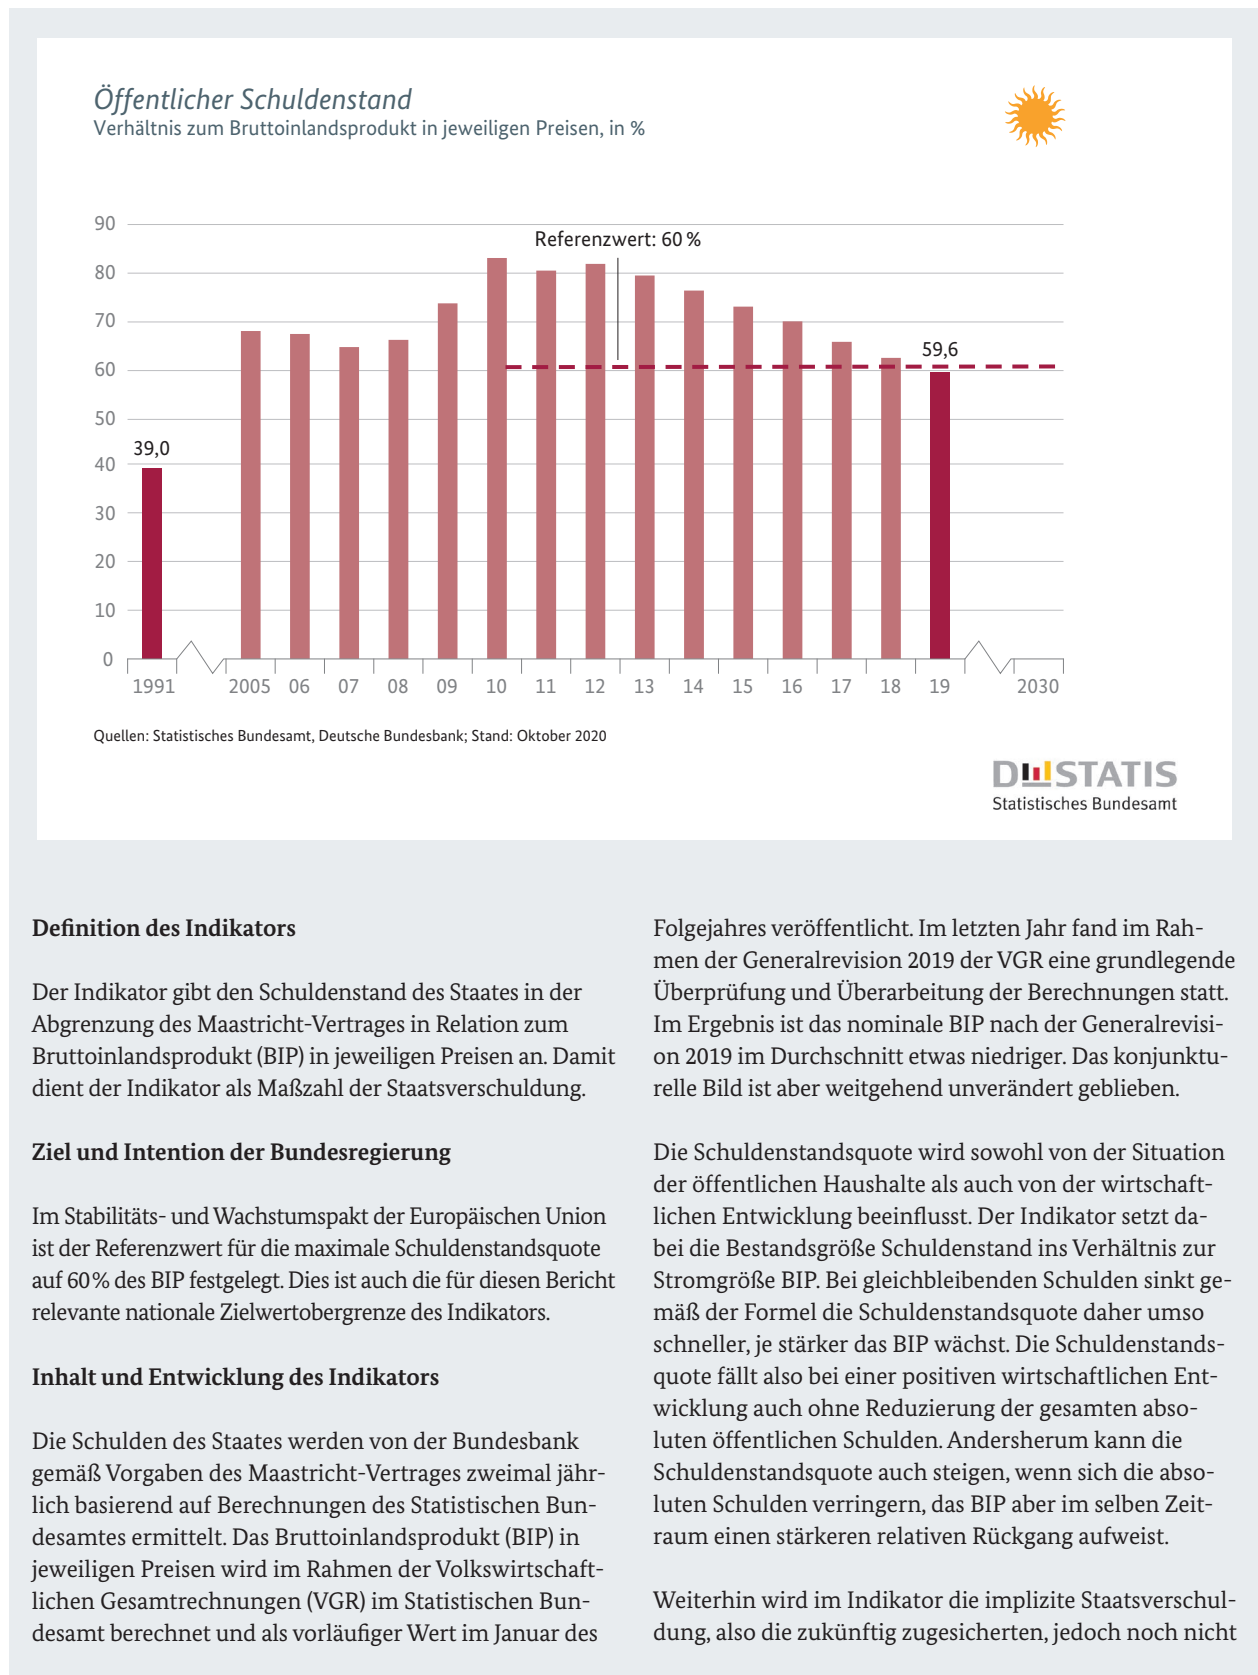 Öffentlicher Schuldenstand
Verhältnis zum Bruttoinlandsprodukt in jeweiligen Preisen, in %
90
Referenzwert: 60 %
80
70
59,6
60
50
39,0
40
30
20
10
0
1991 2005 06 07 08 09 10 11 12 13 14 15 16 17 18 19 2030
Quellen: Statistisches Bundesamt, Deutsche Bundesbank; Stand: Oktober 2020
DESTATIS
Statistisches Bundesamt
Definition des Indikators
Der Indikator gibt den Schuldenstand des Staates in der
Abgrenzung des Maastricht-Vertrages in Relation zum
Bruttoinlandsprodukt (BIP) in jeweiligen Preisen an. Damit
dient der Indikator als Maßzahl der Staatsverschuldung.
Ziel und Intention der Bundesregierung
Im Stabilitäts- und Wachstumspakt der Europäischen Union
ist der Referenzwert für die maximale Schuldenstandsquote
auf 60 % des BIP festgelegt. Dies ist auch die für diesen Bericht
relevante nationale Zielwertobergrenze des Indikators.
Inhalt und Entwicklung des Indikators
Die Schulden des Staates werden von der Bundesbank
gemäß Vorgaben des Maastricht-Vertrages zweimal jähr-
lich basierend auf Berechnungen des Statistischen Bun-
desamtes ermittelt. Das Bruttoinlandsprodukt (BIP) in
jeweiligen Preisen wird im Rahmen der Volkswirtschaft-
lichen Gesamtrechnungen (VGR) im Statistischen Bun-
desamt berechnet und als vorläufiger Wert im Januar des
Folgejahres veröffentlicht. Im letzten Jahr fand im Rah-
men der Generalrevision 2019 der VGR eine grundlegende
Überprüfung und Überarbeitung der Berechnungen statt.
Im Ergebnis ist das nominale BIP nach der Generalrevisi-
on 2019 im Durchschnitt etwas niedriger. Das konjunktu-
relle Bild ist aber weitgehend unverändert geblieben.
Die Schuldenstandsquote wird sowohl von der Situation
der öffentlichen Haushalte als auch von der wirtschaft-
lichen Entwicklung beeinflusst. Der Indikator setzt da-
bei die Bestandsgröße Schuldenstand ins Verhältnis zur
Stromgröße BIP. Bei gleichbleibenden Schulden sinkt ge-
mäß der Formel die Schuldenstandsquote daher umso
schneller, je stärker das BIP wächst. Die Schuldenstands-
quote fällt also bei einer positiven wirtschaftlichen Ent-
wicklung auch ohne Reduzierung der gesamten abso-
luten öffentlichen Schulden. Andersherum kann die
Schuldenstandsquote auch steigen, wenn sich die abso-
luten Schulden verringern, das BIP aber im selben Zeit-
raum einen stärkeren relativen Rückgang aufweist.
Weiterhin wird im Indikator die implizite Staatsverschul-
dung, also die zukünftig zugesicherten, jedoch noch nicht